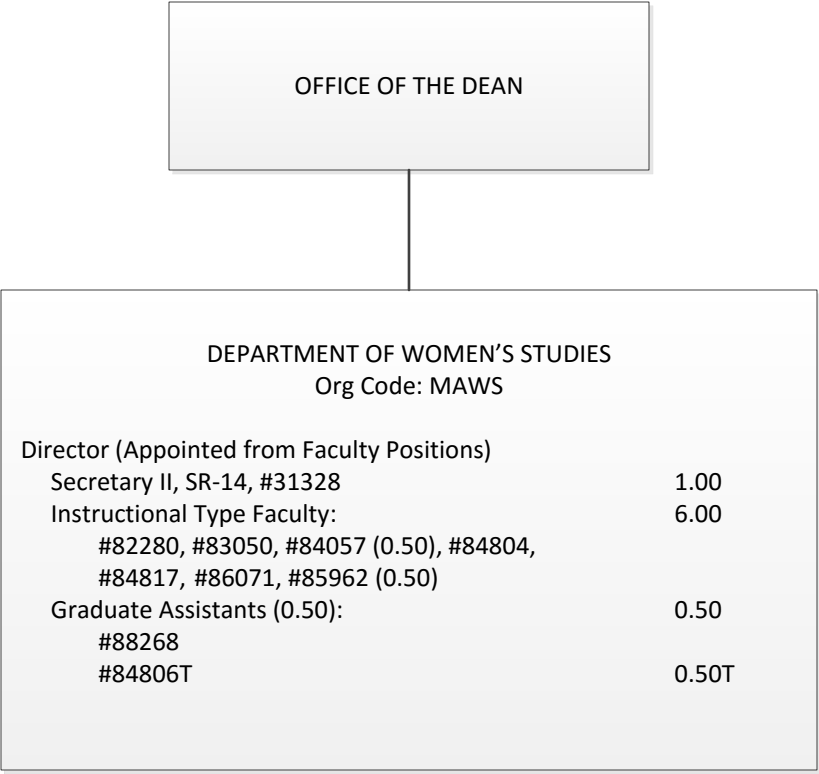 OFFICE OF THE DEAN
DEPARTMENT OF WOMEN’S STUDIES
Org Code: MAWS
Director (Appointed from Faculty Positions)
Secretary II, SR-14, #31328 1.00
Instructional Type Faculty: 6.00
#82280, #83050, #84057 (0.50), #84804,
#84817, #86071, #85962 (0.50)
Graduate Assistants (0.50): 0.50
#88268
#84806T 0.50T